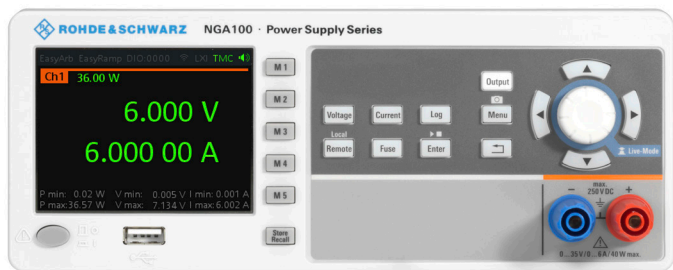 ROHDE&SCHWARZ NGA100 · Power Supply Series
EasyArb EasyRamp DIO:0000 LXI TMC
Ch1 36.00 W
6.000 V
6.000 00 A
P min: 0.02 W V min: 0.005 V I min: 0.001 A
P max:36.57 W V max: 7.134 V I max:6.002 A
M 1
M 2
M 3
M 4
M 5
Store
Recall
Output
Voltage Current Log Menu
Local
Remote Fuse Enter
Live-Mode
max.
250 V DC
− +
0...35V/0...6A/40W max.